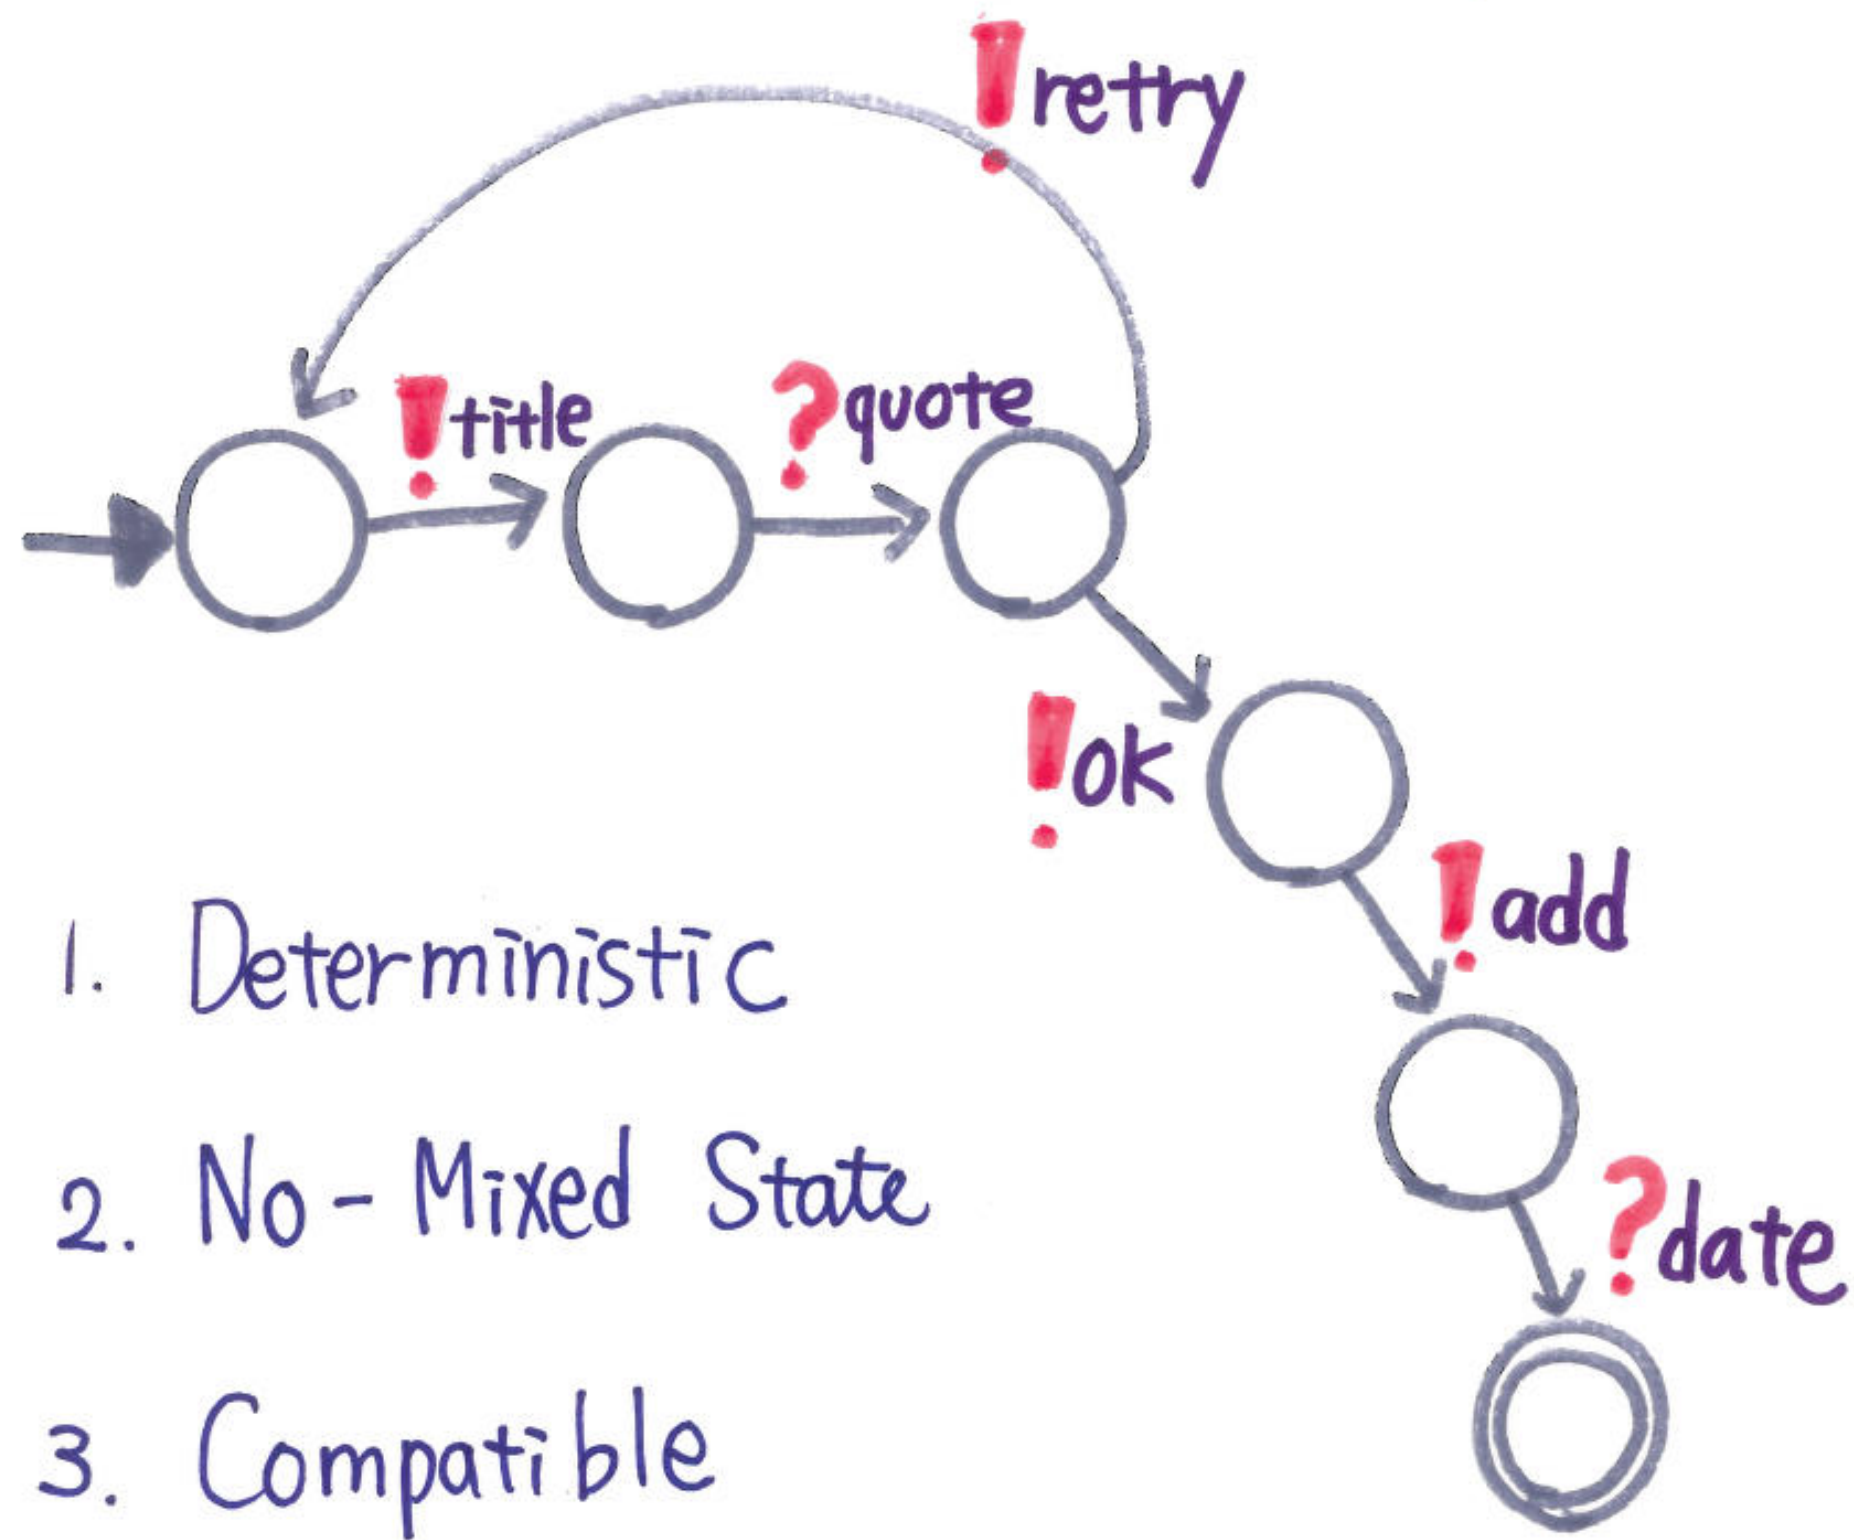 !retry
!title
?quote
!ok
!add
?date
1. Deterministic
2. No-Mixed State
3. Compatible